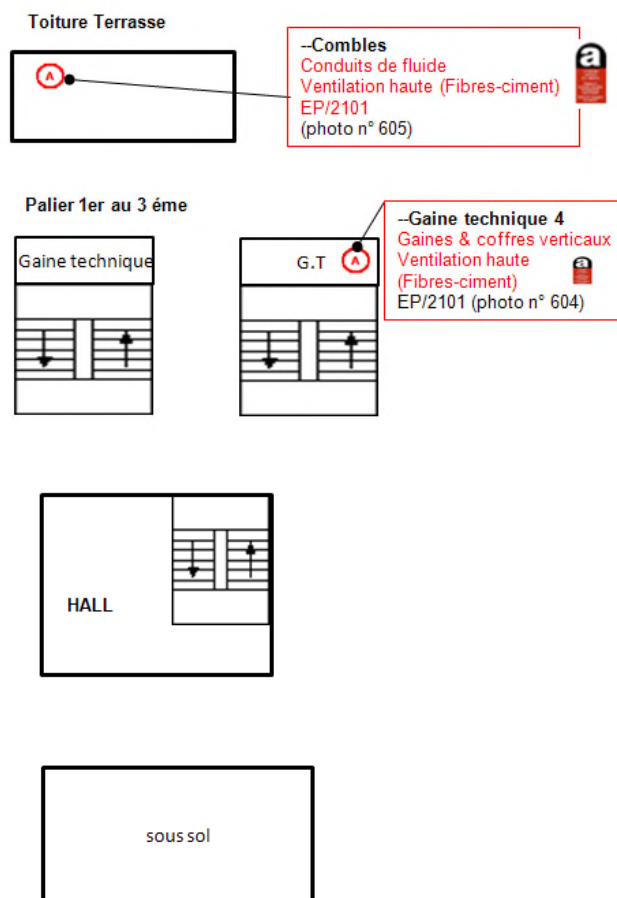 Toiture Terrasse
A
--Combles
Conduits de fluide
Ventilation haute (Fibres-ciment)
EP/2101
(photo n° 605)
a
Palier 1er au 3 éme
Gaine technique
G.T
A
--Gaine technique 4
Gaines & coffres verticaux
Ventilation haute
(Fibres-ciment)
EP/2101 (photo n° 604)
a
HALL
sous sol